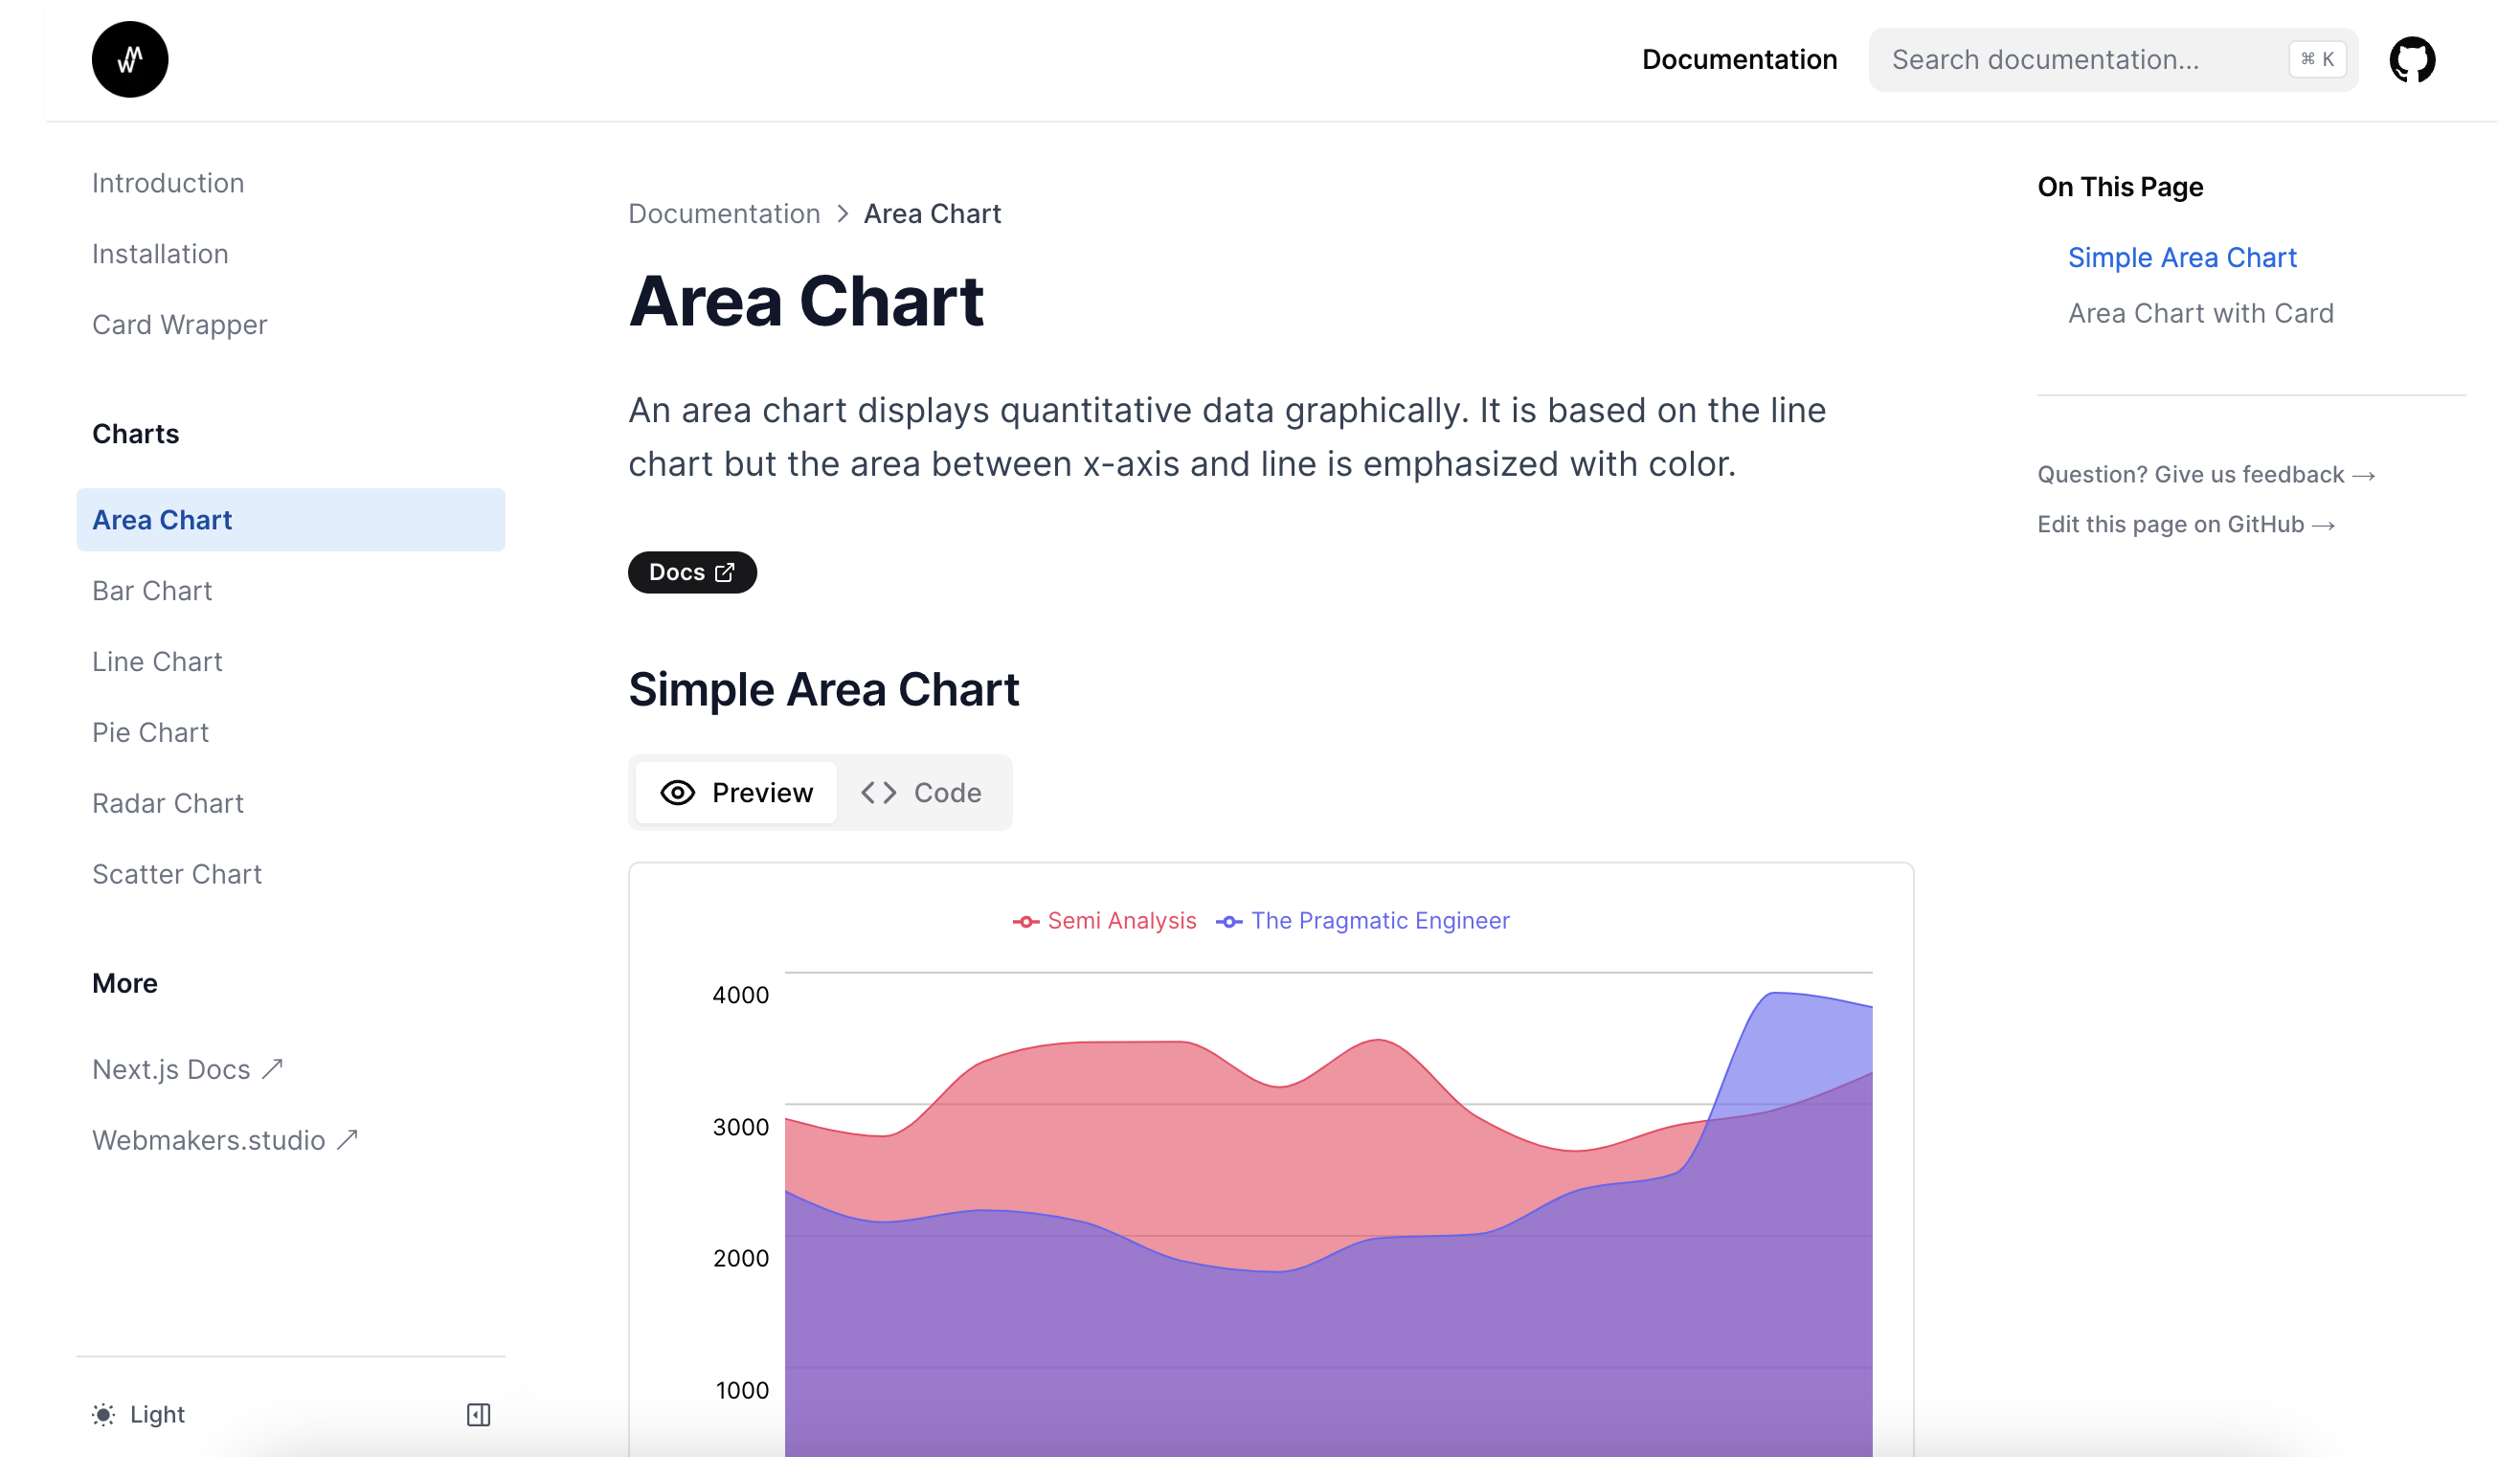 MW
Documentation
Search documentation...
⌘ K
Introduction
Installation
Card Wrapper
Charts
Area Chart
Bar Chart
Line Chart
Pie Chart
Radar Chart
Scatter Chart
More
Next.js Docs ↗
Webmakers.studio ↗
Light
Documentation > Area Chart
Area Chart
An area chart displays quantitative data graphically. It is based on the line
chart but the area between x-axis and line is emphasized with color.
Docs
Simple Area Chart
Preview
Code
Semi Analysis
The Pragmatic Engineer
4000
3000
2000
1000
On This Page
Simple Area Chart
Area Chart with Card
Question? Give us feedback →
Edit this page on GitHub →